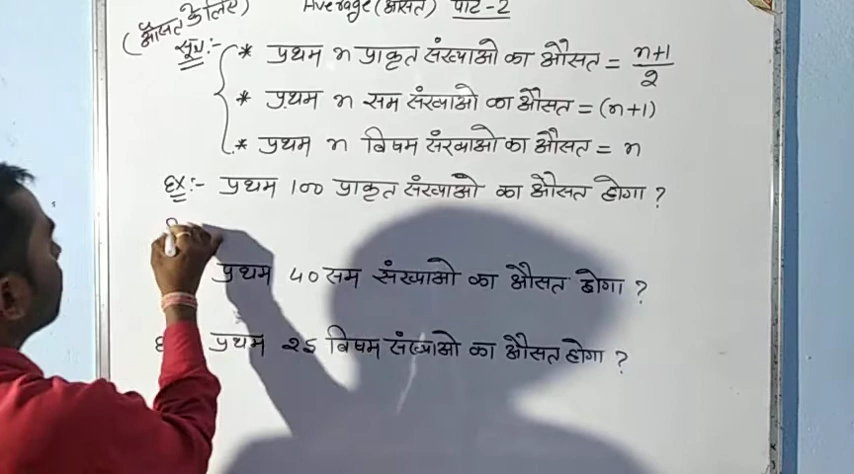 Average (औसत) पार्ट-2
(औसत के लिए)
सूत्र :- * प्रथम n प्राकृत संख्याओ का औसत = n+1/2
* प्रथम n सम संख्याओ का औसत = (n+1)
* प्रथम n विषम संख्याओ का औसत = n
Ex :- प्रथम 100 प्राकृत संख्याओ का औसत होगा ?
प्रथम 40 सम संख्याओ का औसत होगा ?
प्रथम 25 विषम संख्याओ का औसत होगा ?